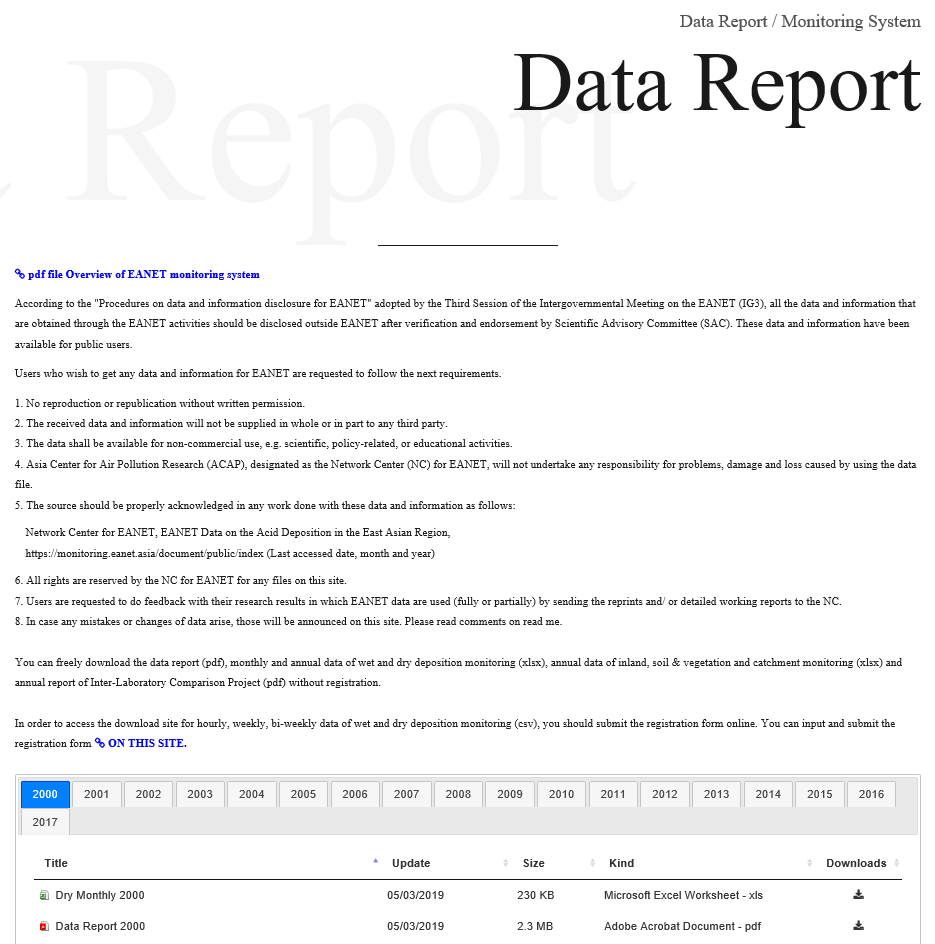 Data Report / Monitoring System
Data Report
Report
pdf file Overview of EANET monitoring system
According to the "Procedures on data and information disclosure for EANET" adopted by the Third Session of the Intergovernmental Meeting on the EANET (IG3), all the data and information that
are obtained through the EANET activities should be disclosed outside EANET after verification and endorsement by Scientific Advisory Committee (SAC). These data and information have been
available for public users.
Users who wish to get any data and information for EANET are requested to follow the next requirements.
1. No reproduction or republication without written permission.
2. The received data and information will not be supplied in whole or in part to any third party.
3. The data shall be available for non-commercial use, e.g. scientific, policy-related, or educational activities.
4. Asia Center for Air Pollution Research (ACAP), designated as the Network Center (NC) for EANET, will not undertake any responsibility for problems, damage and loss caused by using the data
file.
5. The source should be properly acknowledged in any work done with these data and information as follows:
Network Center for EANET, EANET Data on the Acid Deposition in the East Asian Region,
https://monitoring.eanet.asia/document/public/index (Last accessed date, month and year)
6. All rights are reserved by the NC for EANET for any files on this site.
7. Users are requested to do feedback with their research results in which EANET data are used (fully or partially) by sending the reprints and/ or detailed working reports to the NC.
8. In case any mistakes or changes of data arise, those will be announced on this site. Please read comments on read me.
You can freely download the data report (pdf), monthly and annual data of wet and dry deposition monitoring (xlsx), annual data of inland, soil & vegetation and catchment monitoring (xlsx) and
annual report of Inter-Laboratory Comparison Project (pdf) without registration.
In order to access the download site for hourly, weekly, bi-weekly data of wet and dry deposition monitoring (csv), you should submit the registration form online. You can input and submit the
registration form ON THIS SITE.
2000 2001 2002 2003 2004 2005 2006 2007 2008 2009 2010 2011 2012 2013 2014 2015 2016
2017
Title Update Size Kind Downloads
Dry Monthly 2000 05/03/2019 230 KB Microsoft Excel Worksheet - xls
Data Report 2000 05/03/2019 2.3 MB Adobe Acrobat Document - pdf